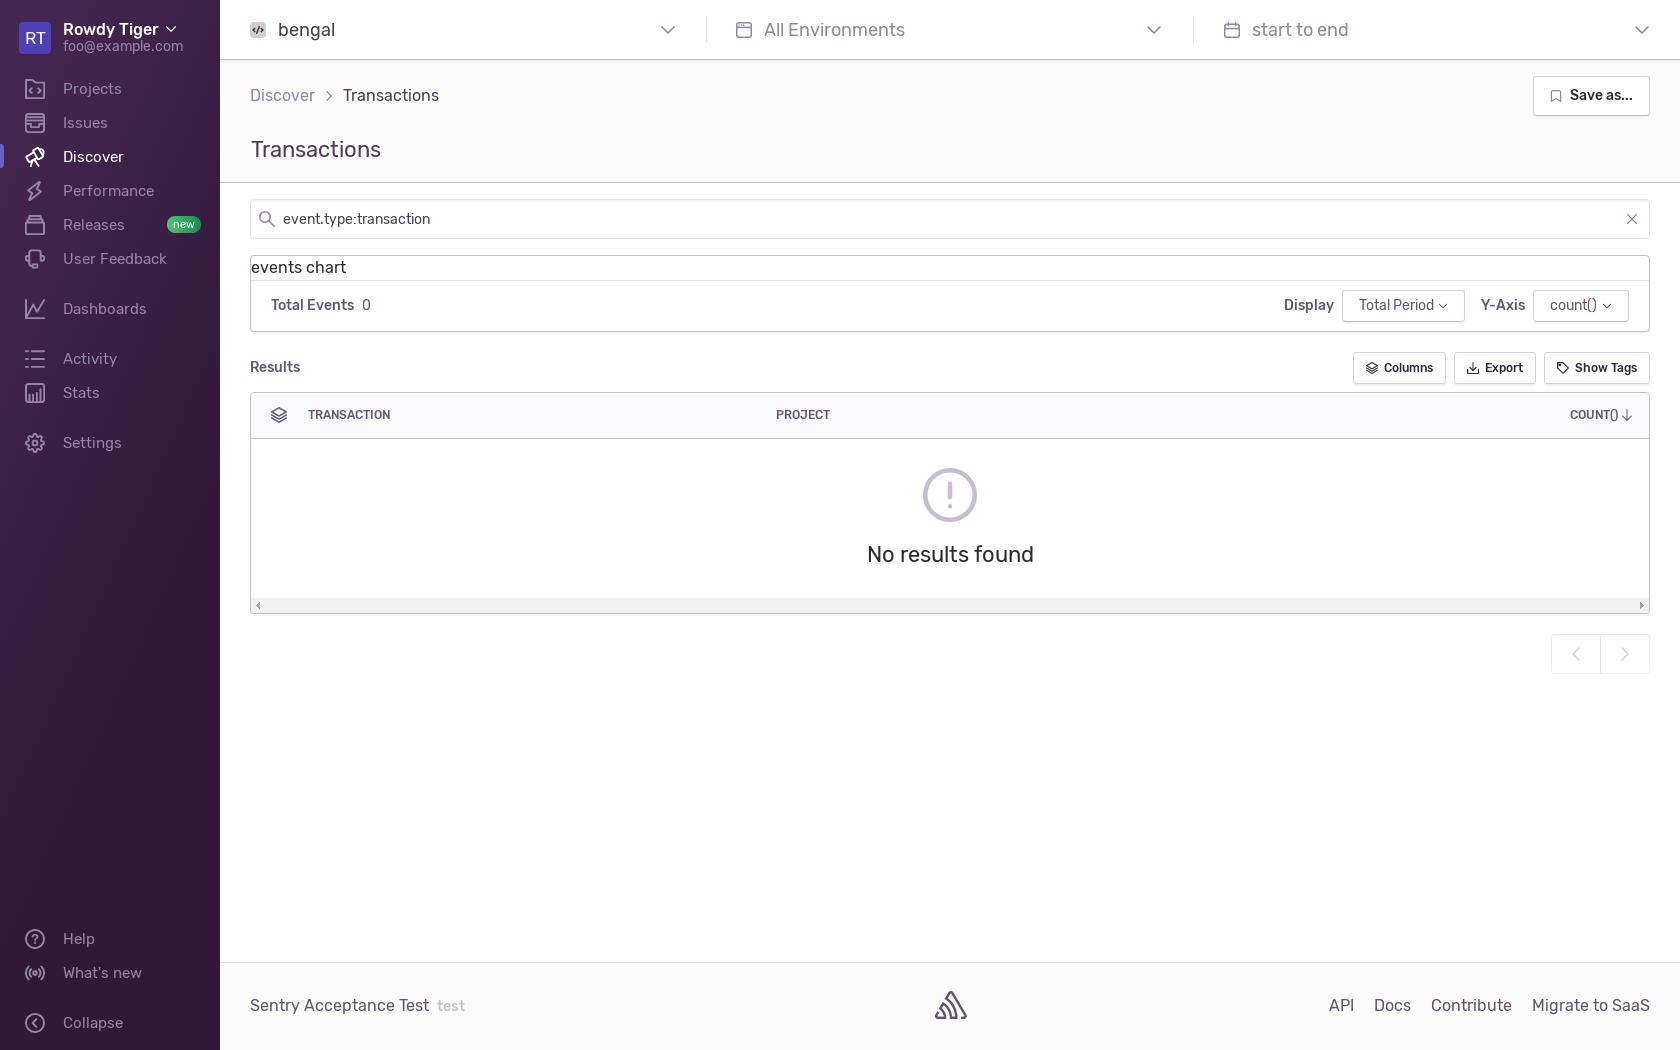 RT
Rowdy Tiger
foo@example.com
Projects
Issues
Discover
Performance
Releases new
User Feedback
Dashboards
Activity
Stats
Settings
Help
What's new
Collapse
bengal All Environments start to end
Discover > Transactions
Save as...
Transactions
event.type:transaction
events chart
Total Events 0 Display Total Period Y-Axis count()
Results Columns Export Show Tags
TRANSACTION PROJECT COUNT()
No results found
Sentry Acceptance Test test API Docs Contribute Migrate to SaaS